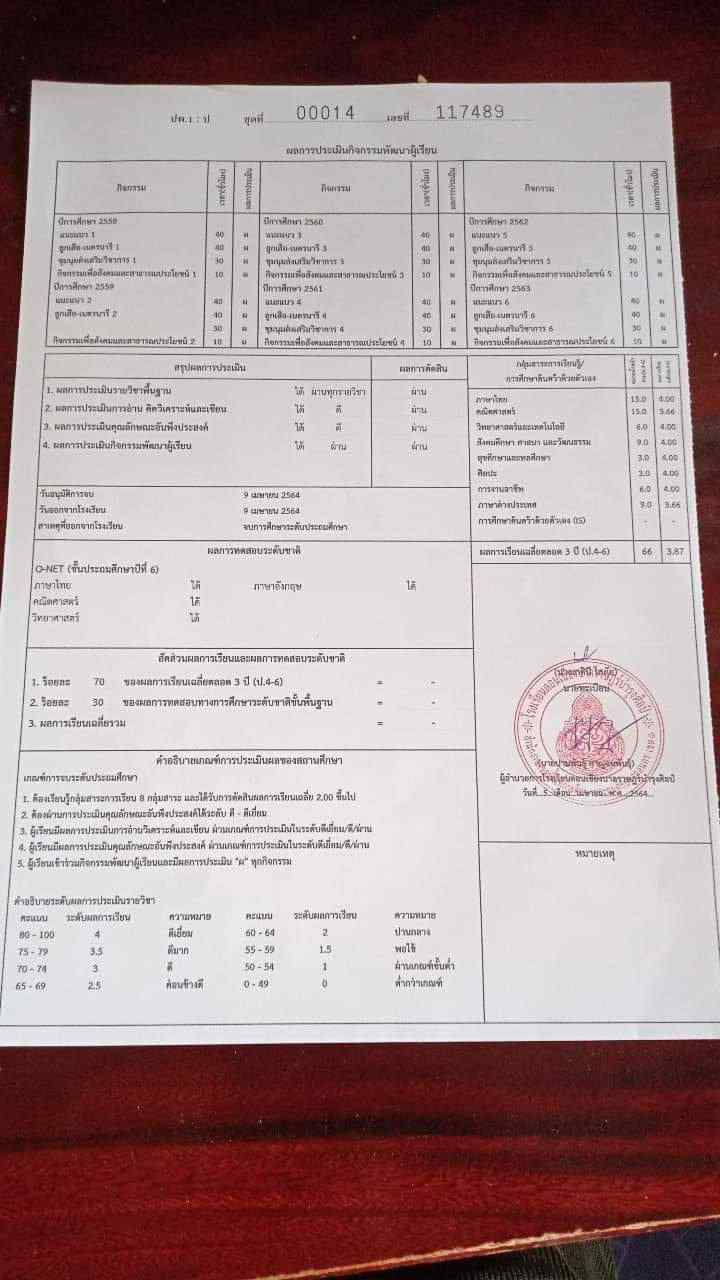 ปพ.1 : ป ชุดที่ 00014 เลขที่ 117489
ผลการประเมินกิจกรรมพัฒนาผู้เรียน
กิจกรรม เวลา(ชั่วโมง) ผลการประเมิน กิจกรรม เวลา(ชั่วโมง) ผลการประเมิน กิจกรรม เวลา(ชั่วโมง) ผลการประเมิน
ปีการศึกษา 2558 ปีการศึกษา 2560 ปีการศึกษา 2562
แนะแนว 1 40 ผ แนะแนว 3 40 ผ แนะแนว 5 40 ผ
ลูกเสือ-เนตรนารี 1 40 ผ ลูกเสือ-เนตรนารี 3 40 ผ ลูกเสือ-เนตรนารี 5 40 ผ
ชุมนุมส่งเสริมวิชาการ 1 30 ผ ชุมนุมส่งเสริมวิชาการ 3 30 ผ ชุมนุมส่งเสริมวิชาการ 5 30 ผ
กิจกรรมเพื่อสังคมและสาธารณประโยชน์ 1 10 ผ กิจกรรมเพื่อสังคมและสาธารณประโยชน์ 3 10 ผ กิจกรรมเพื่อสังคมและสาธารณประโยชน์ 5 10 ผ
ปีการศึกษา 2559 ปีการศึกษา 2561 ปีการศึกษา 2563
แนะแนว 2 40 ผ แนะแนว 4 40 ผ แนะแนว 6 40 ผ
ลูกเสือ-เนตรนารี 2 40 ผ ลูกเสือ-เนตรนารี 4 40 ผ ลูกเสือ-เนตรนารี 6 40 ผ
30 ผ ชุมนุมส่งเสริมวิชาการ 4 30 ผ ชุมนุมส่งเสริมวิชาการ 6 30 ผ
กิจกรรมเพื่อสังคมและสาธารณประโยชน์ 2 10 ผ กิจกรรมเพื่อสังคมและสาธารณประโยชน์ 4 10 ผ กิจกรรมเพื่อสังคมและสาธารณประโยชน์ 6 10 ผ
สรุปผลการประเมิน ผลการตัดสิน
1. ผลการประเมินรายวิชาพื้นฐาน ได้ ผ่านทุกรายวิชา ผ่าน
2. ผลการประเมินการอ่าน คิดวิเคราะห์และเขียน ได้ ดี ผ่าน
3. ผลการประเมินคุณลักษณะอันพึงประสงค์ ได้ ดี ผ่าน
4. ผลการประเมินกิจกรรมพัฒนาผู้เรียน ได้ ผ่าน ผ่าน
วันอนุมัติการจบ 9 เมษายน 2564
วันออกจากโรงเรียน 9 เมษายน 2564
สาเหตุที่ออกจากโรงเรียน จบการศึกษาระดับประถมศึกษา
ผลการทดสอบระดับชาติ
O-NET (ชั้นประถมศึกษาปีที่ 6)
ภาษาไทย ได้ ภาษาอังกฤษ ได้
คณิตศาสตร์ ได้
วิทยาศาสตร์ ได้
สัดส่วนผลการเรียนและผลการทดสอบระดับชาติ
1. ร้อยละ 70 ของผลการเรียนเฉลี่ยตลอด 3 ปี (ป.4-6) = -
2. ร้อยละ 30 ของผลการทดสอบทางการศึกษาระดับชาติขั้นพื้นฐาน = -
3. ผลการเรียนเฉลี่ยรวม = -
คำอธิบายเกณฑ์การประเมินผลของสถานศึกษา
เกณฑ์การจบระดับประถมศึกษา
1. ต้องเรียนรู้กลุ่มสาระการเรียน 8 กลุ่มสาระ และได้รับการตัดสินผลการเรียนเฉลี่ย 2.00 ขึ้นไป
2. ต้องผ่านการประเมินคุณลักษณะอันพึงประสงค์ได้ระดับ ดี - ดีเยี่ยม
3. ผู้เรียนมีผลการประเมินการอ่านวิเคราะห์และเขียน ผ่านเกณฑ์การประเมินในระดับดีเยี่ยม/ดี/ผ่าน
4. ผู้เรียนมีผลการประเมินคุณลักษณะอันพึงประสงค์ ผ่านเกณฑ์การประเมินในระดับดีเยี่ยม/ดี/ผ่าน
5. ผู้เรียนเข้าร่วมกิจกรรมพัฒนาผู้เรียนและมีผลการประเมิน "ผ" ทุกกิจกรรม
คำอธิบายระดับผลการประเมินรายวิชา
คะแนน ระดับผลการเรียน ความหมาย คะแนน ระดับผลการเรียน ความหมาย
80 - 100 4 ดีเยี่ยม 60 - 64 2 ปานกลาง
75 - 79 3.5 ดีมาก 55 - 59 1.5 พอใช้
70 - 74 3 ดี 50 - 54 1 ผ่านเกณฑ์ขั้นต่ำ
65 - 69 2.5 ค่อนข้างดี 0 - 49 0 ต่ำกว่าเกณฑ์
กลุ่มสาระการเรียนรู้/
การศึกษาค้นคว้าด้วยตัวเอง
ภาษาไทย 15.0 4.00
คณิตศาสตร์ 15.0 3.66
วิทยาศาสตร์และเทคโนโลยี 6.0 4.00
สังคมศึกษา ศาสนา และวัฒนธรรม 9.0 4.00
สุขศึกษาและพลศึกษา 3.0 4.00
ศิลปะ 3.0 4.00
การงานอาชีพ 6.0 4.00
ภาษาต่างประเทศ 9.0 3.66
การศึกษาค้นคว้าด้วยตัวเอง (IS) - -
ผลการเรียนเฉลี่ยตลอด 3 ปี (ป.4-6) 66 3.87
นายทะเบียน
ผู้อำนวยการโรงเรียนดอนเชียงบาลราษฎร์บำรุงศิลป์
วันที่ 5 เดือน เมษายน พ.ศ. 2564
หมายเหตุ